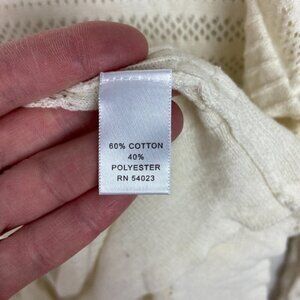 60% COTTON
40%
POLYESTER
RN 54023